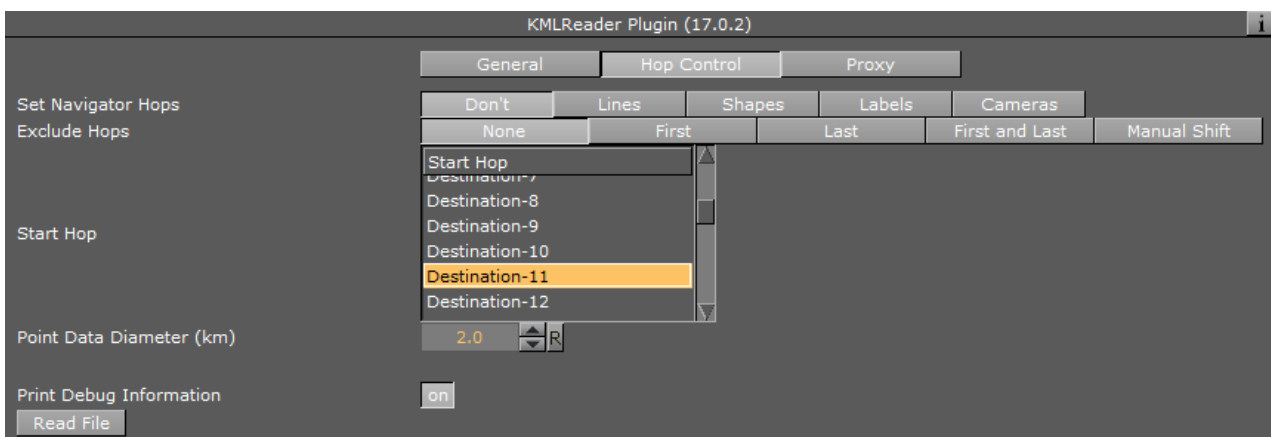 KMLReader Plugin (17.0.2) i
General Hop Control Proxy
Set Navigator Hops Don't Lines Shapes Labels Cameras
Exclude Hops None First Last First and Last Manual Shift
Start Hop
Destination-7
Destination-8
Start Hop Destination-9
Destination-10
Destination-11
Destination-12
Point Data Diameter (km) 2.0 R
Print Debug Information on
Read File